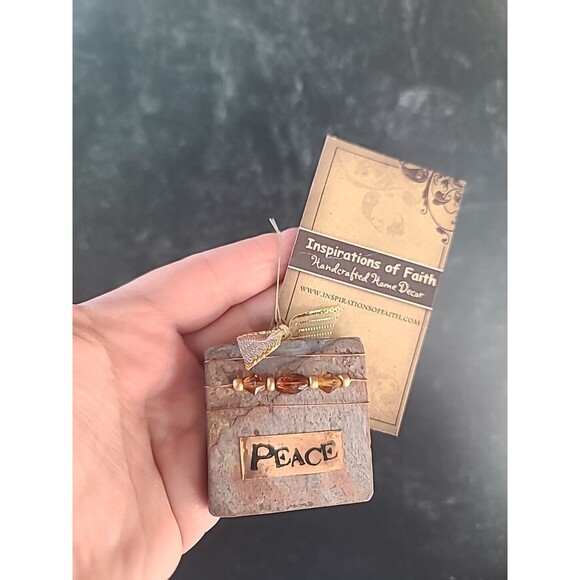 Inspirations of Faith
Handcrafted Home Decor
WWW.INSPIRATIONSOFFAITH.COM
PEACE